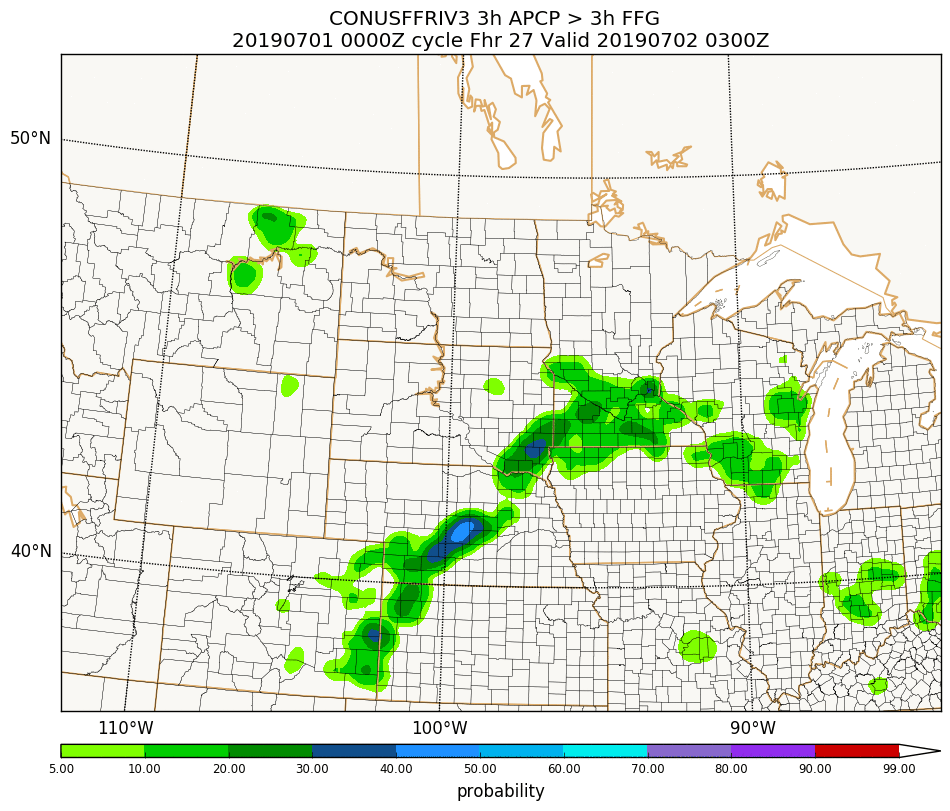 CONUSFFRIV3 3h APCP > 3h FFG
20190701 0000Z cycle Fhr 27 Valid 20190702 0300Z
50°N
40°N
110°W 100°W 90°W
5.00 10.00 20.00 30.00 40.00 50.00 60.00 70.00 80.00 90.00 99.00
probability